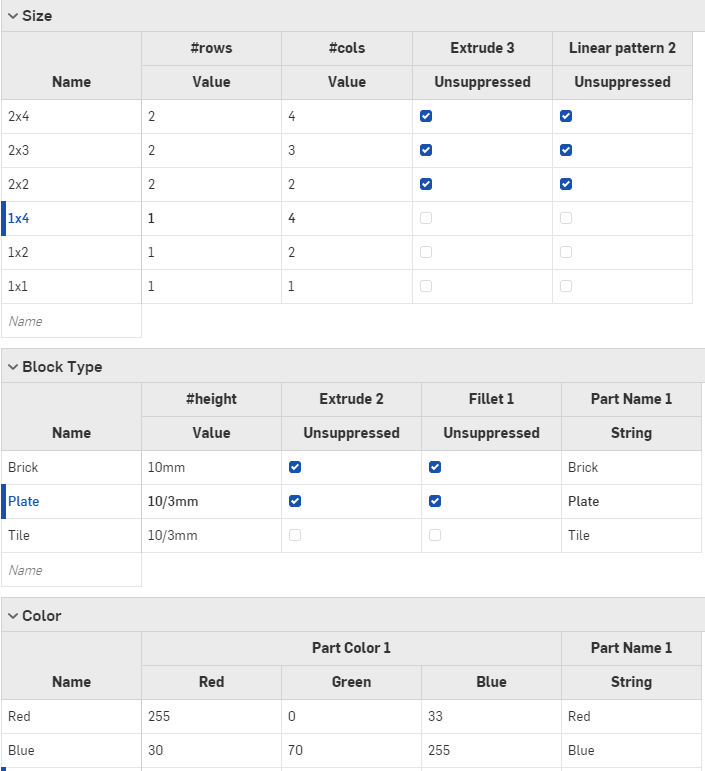 Size
#rows #cols Extrude 3 Linear pattern 2
Name Value Value Unsuppressed Unsuppressed
2x4 2 4
2x3 2 3
2x2 2 2
1x4 1 4
1x2 1 2
1x1 1 1
Name
Block Type
#height Extrude 2 Fillet 1 Part Name 1
Name Value Unsuppressed Unsuppressed String
Brick 10mm Brick
Plate 10/3mm Plate
Tile 10/3mm Tile
Name
Color
Part Color 1 Part Name 1
Name Red Green Blue String
Red 255 0 33 Red
Blue 30 70 255 Blue